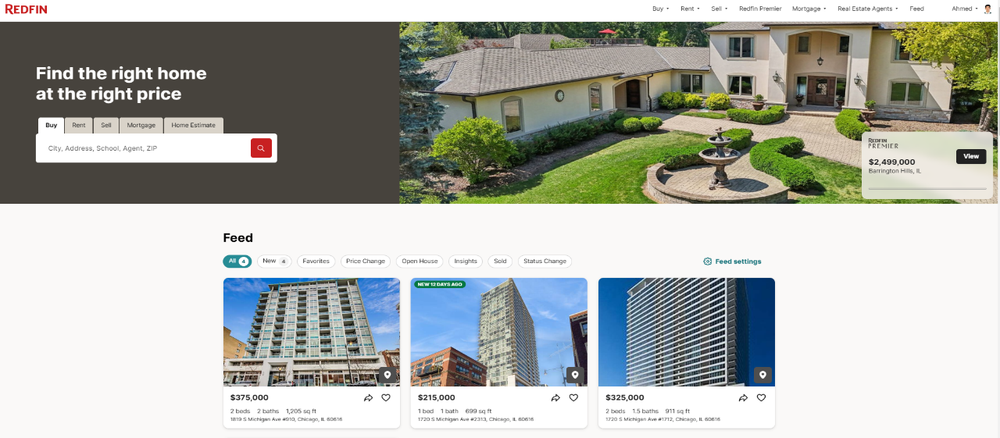 REDFIN
Buy Rent Sell Redfin Premier Mortgage Real Estate Agents Feed Ahmed
Find the right home
at the right price
Buy Rent Sell Mortgage Home Estimate
City, Address, School, Agent, ZIP
REDFIN
PREMIER
$2,499,000
Barrington Hills, IL
View
Feed
All 4 New 4 Favorites Price Change Open House Insights Sold Status Change
Feed settings
$375,000
2 beds 2 baths 1,205 sq ft
1819 S Michigan Ave #910, Chicago, IL 60616
NEW 12 DAYS AGO
$215,000
1 bed 1 bath 699 sq ft
1720 S Michigan Ave #2313, Chicago, IL 60616
$325,000
2 beds 1.5 baths 911 sq ft
1720 S Michigan Ave #1712, Chicago, IL 60616